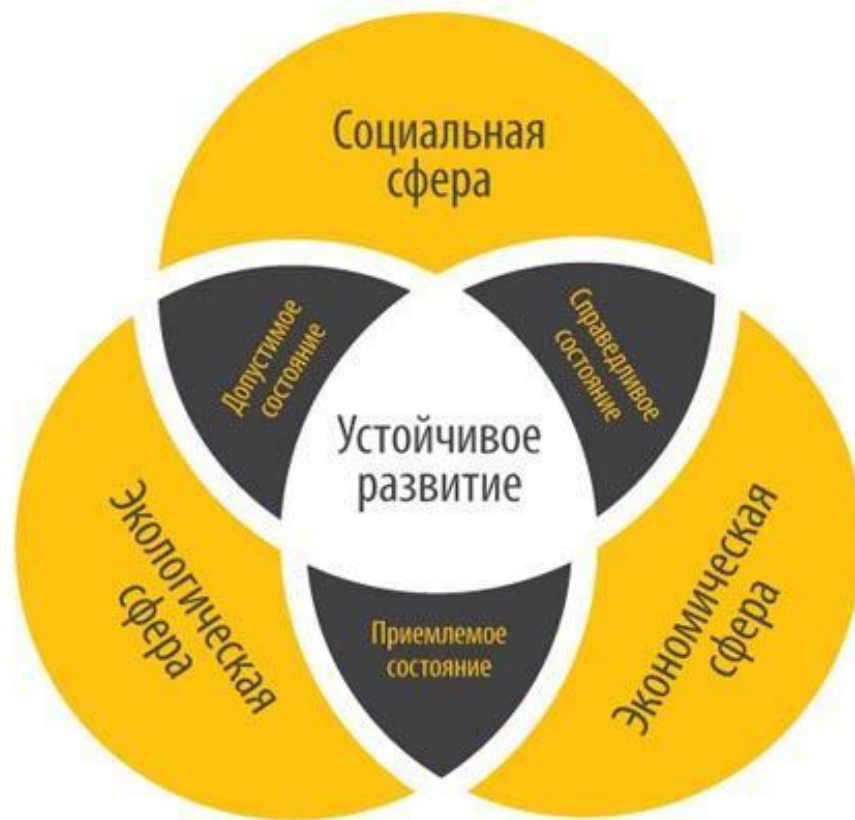 Социальная
сфера
Допустимое
состояние
Справедливое
состояние
Устойчивое
развитие
Экологическая
сфера
Экономическая
сфера
Приемлемое
состояние